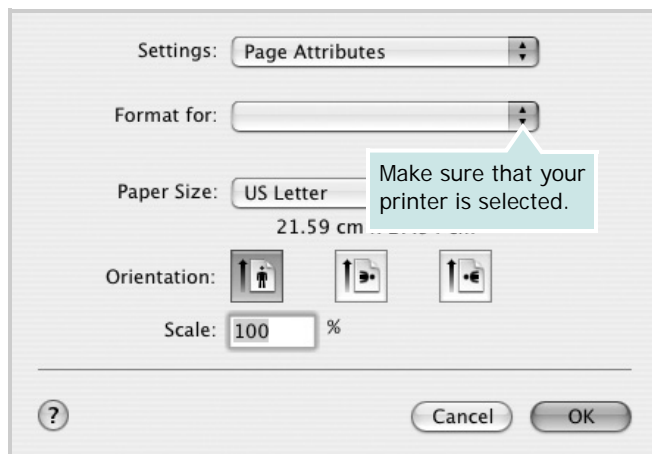 Settings: Page Attributes
Format for:
Make sure that your
printer is selected.
Paper Size: US Letter
21.59 cm
Orientation:
Scale: 100 %
? Cancel OK